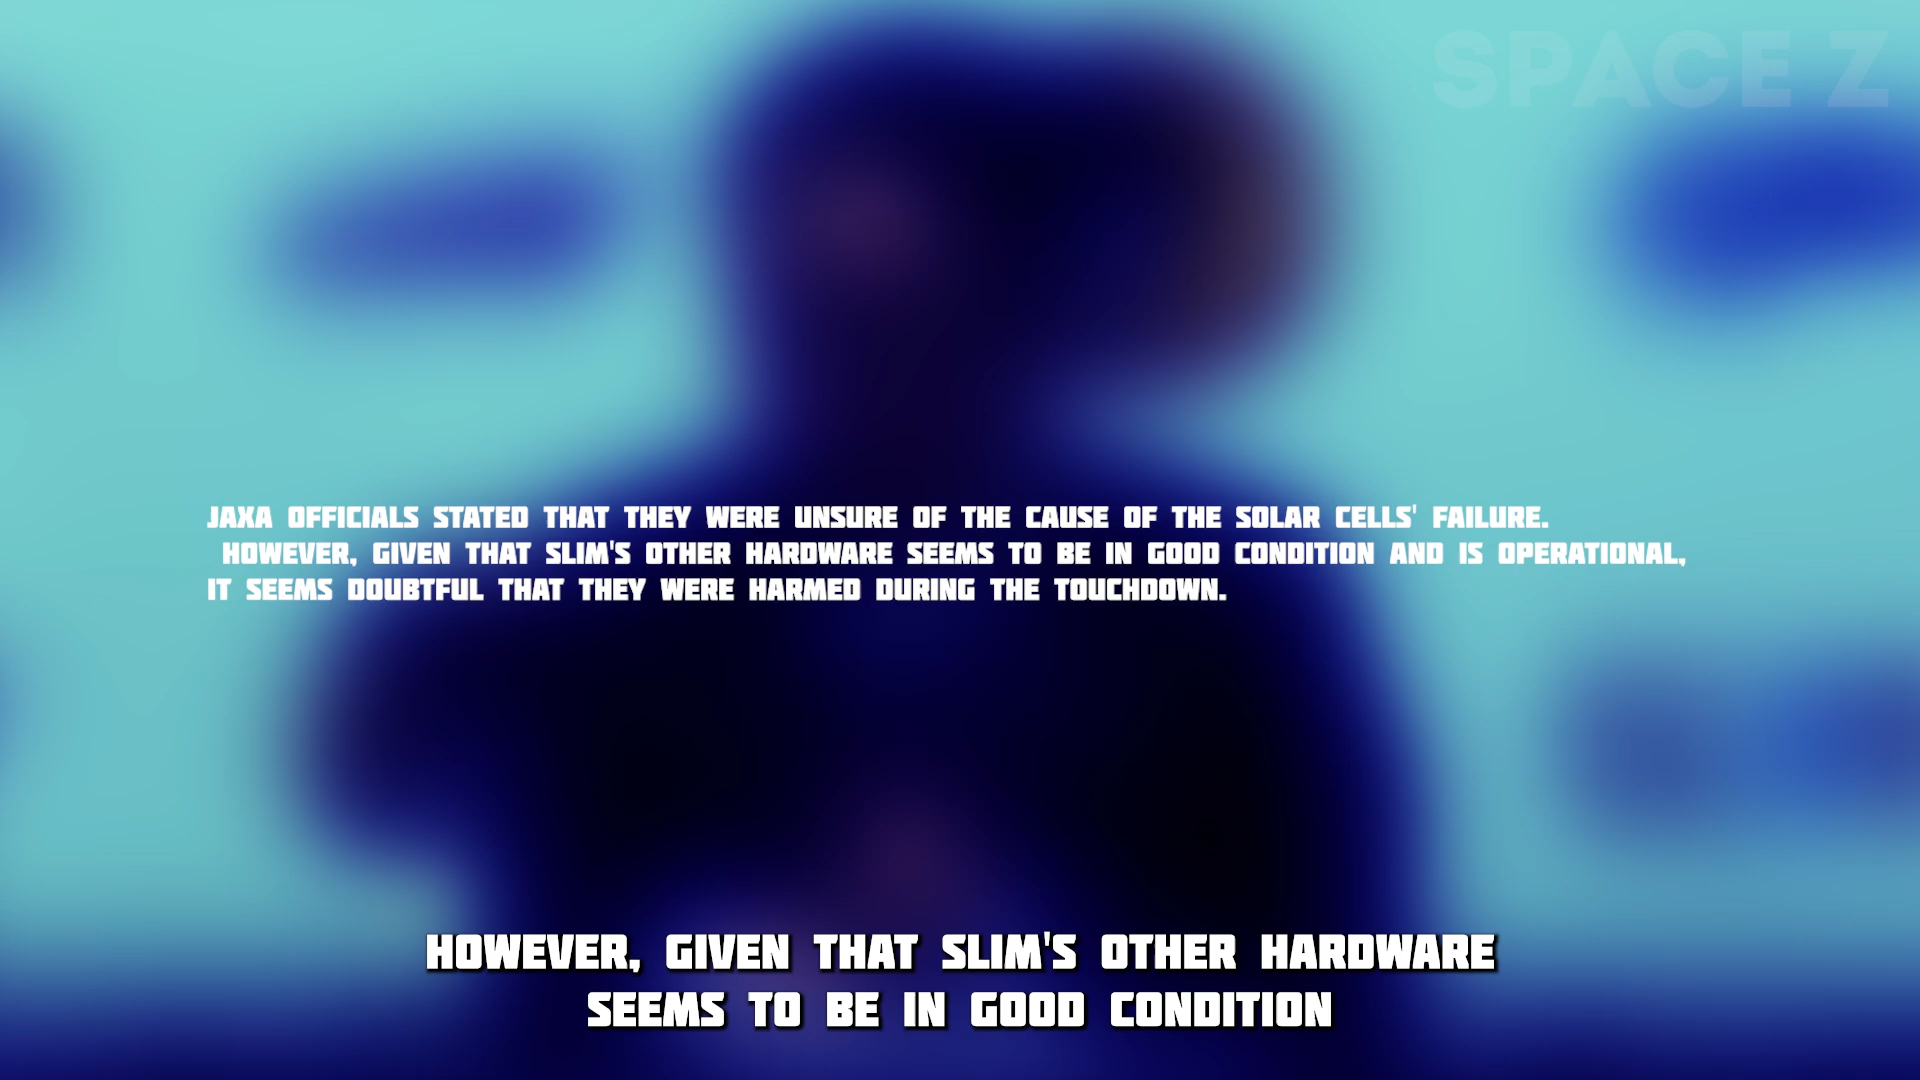 SPACE Z
JAXA OFFICIALS STATED THAT THEY WERE UNSURE OF THE CAUSE OF THE SOLAR CELLS' FAILURE.
HOWEVER, GIVEN THAT SLIM'S OTHER HARDWARE SEEMS TO BE IN GOOD CONDITION AND IS OPERATIONAL,
IT SEEMS DOUBTFUL THAT THEY WERE HARMED DURING THE TOUCHDOWN.
HOWEVER, GIVEN THAT SLIM'S OTHER HARDWARE
SEEMS TO BE IN GOOD CONDITION